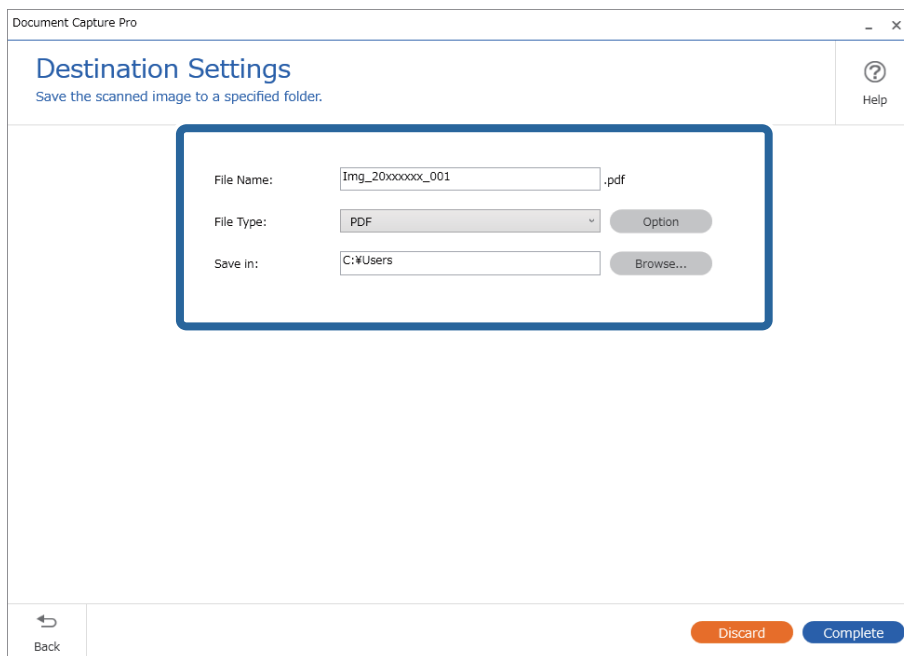 Document Capture Pro
Destination Settings
Save the scanned image to a specified folder.
Help
File Name: Img_20xxxxxx_001 .pdf
File Type: PDF Option
Save in: C:¥Users Browse...
Back
Discard Complete